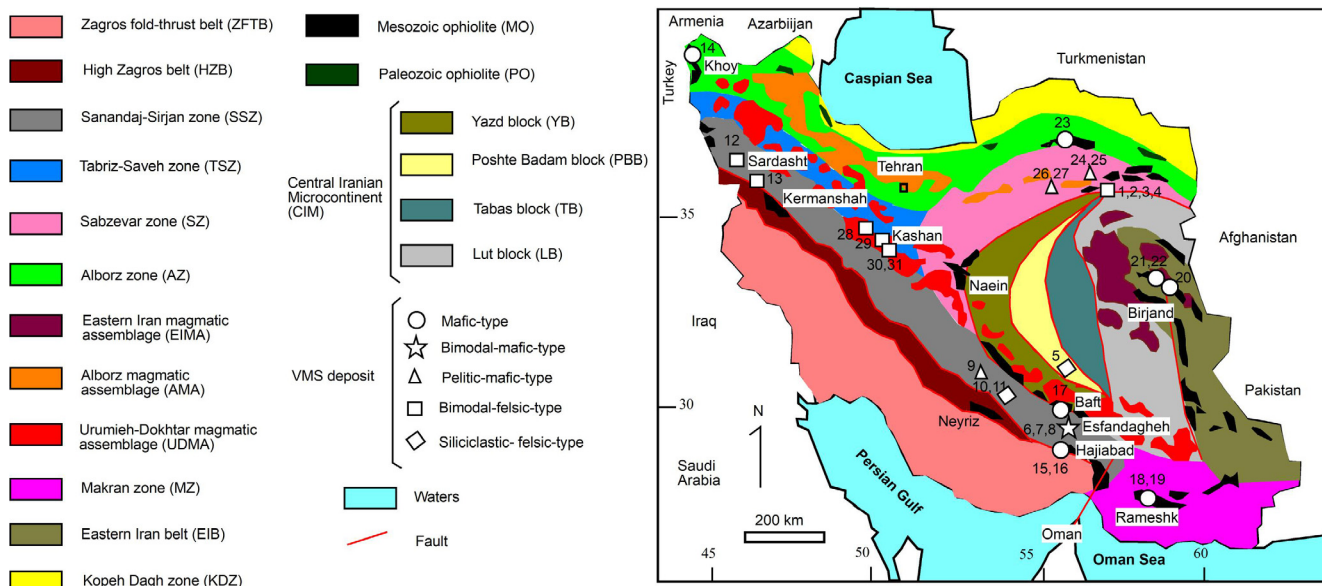 Zagros fold-thrust belt (ZFTB)
High Zagros belt (HZB)
Sanandaj-Sirjan zone (SSZ)
Tabriz-Saveh zone (TSZ)
Sabzevar zone (SZ)
Alborz zone (AZ)
Eastern Iran magmatic
assemblage (EIMA)
Alborz magmatic
assemblage (AMA)
Urumieh-Dokhtar magmatic
assemblage (UDMA)
Makran zone (MZ)
Eastern Iran belt (EIB)
Kopeh Dagh zone (KDZ)
Mesozoic ophiolite (MO)
Paleozoic ophiolite (PO)
Central Iranian
Microcontinent
(CIM)
Yazd block (YB)
Poshte Badam block (PBB)
Tabas block (TB)
Lut block (LB)
VMS deposit
Mafic-type
Bimodal-mafic-type
Pelitic-mafic-type
Bimodal-felsic-type
Siliciclastic- felsic-type
Waters
Fault
Armenia
Azarbiijan
Turkey
14
Khoy
Caspian Sea
Turkmenistan
12
Sardasht
13
Kermanshah
Tehran
23
24,25
26,27
1,2,3,4
35
28
29
Kashan
30,31
Afghanistan
21,22
20
Naein
Birjand
Iraq
5
9
10,11
17
Baft
Pakistan
30
N
Neyriz
6,7,8
Esfandagheh
Hajiabad
15,16
Saudi
Arabia
Persian Gulf
18,19
Rameshk
200 km
Oman
Oman Sea
45
50
55
60